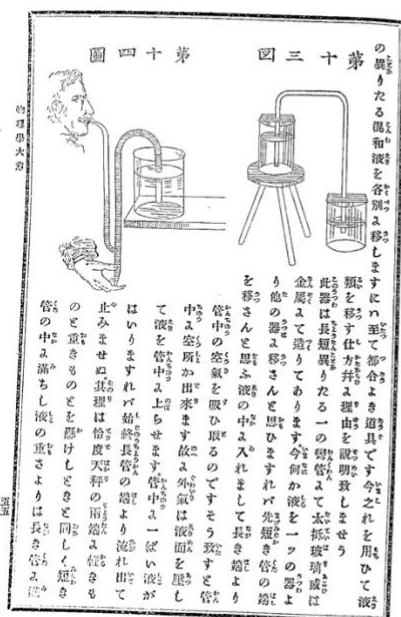 の異りたる混和液を各別に移しますにハ至て都合よき道具です今之れを用ひて液
類を移す仕方并に理由を説明致しませう
此器は長短異りたる一の彎管にて太抵玻璃或は
金属にて造りてあります今何か液を一ツの器よ
り他の器に移さんと思ひますれバ先短き管の端
を移さんと思ふ液の中に入れまして長き端より
管中の空氣を吸ひ取るのですそう致すと管
中に空所が出來ます故に外氣は液面を壓し
て液を管中に上らせます管中に一ぱい液が
はいりますれバ始終長管の端より流れ出て
止みませぬ其理は恰度天秤の兩端に軽きも
のと重きものとを懸けしときと同しく短き
管の中に滿ちし液の重さよりは長き管に滿
第十三図
第十四圖
物理學大意
五五